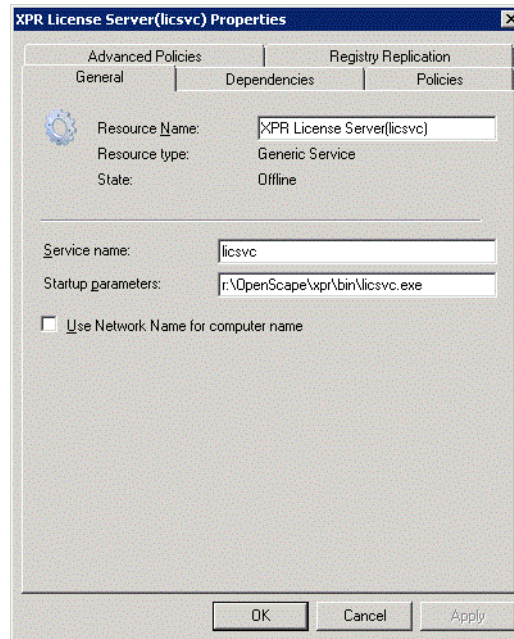 XPR License Server(licsvc) Properties
Advanced Policies
Registry Replication
General
Dependencies
Policies
Resource Name:
XPR License Server(licsvc)
Resource type:
Generic Service
State:
Offline
Service name:
licsvc
Startup parameters:
r:\OpenScape\xpr\bin\licsvc.exe
Use Network Name for computer name
OK
Cancel
Apply